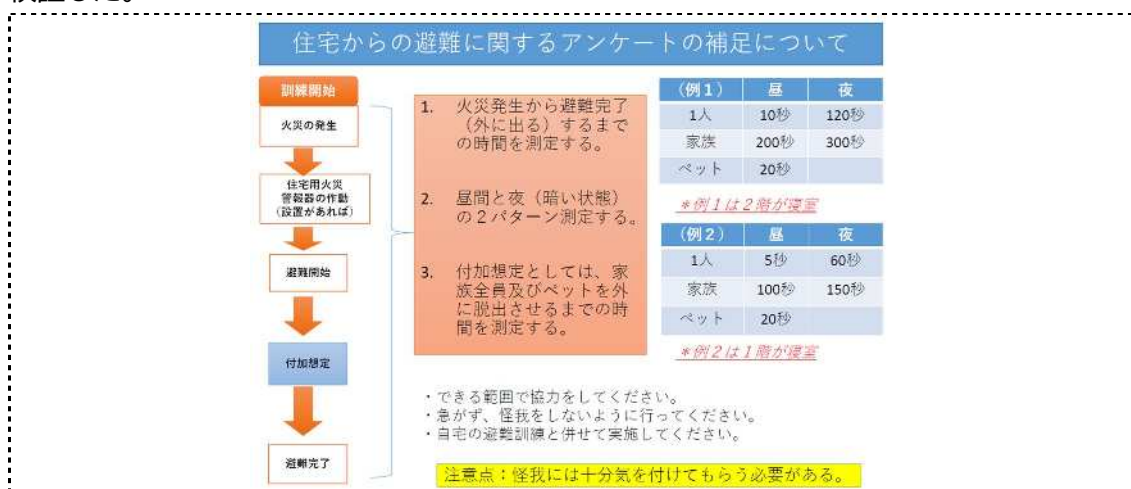 住宅からの避難に関するアンケートの補足について
訓練開始
火災の発生
住宅用火災
警報器の作動
(設置があれば)
避難開始
付加想定
避難完了
1. 火災発生から避難完了
(外に出る)するまで
の時間を測定する。
2. 昼間と夜(暗い状態)
の2パターン測定する。
3. 付加想定としては、家
族全員及びペットを外
に脱出させるまでの時
間を測定する。
(例1) 昼 夜
1人 10秒 120秒
家族 200秒 300秒
ペット 20秒
*例1は2階が寝室
(例2) 昼 夜
1人 5秒 60秒
家族 100秒 150秒
ペット 20秒
*例2は1階が寝室
・できる範囲で協力をしてください。
・急がず、怪我をしないように行ってください。
・自宅の避難訓練と併せて実施してください。
注意点:怪我には十分気を付けてもらう必要がある。